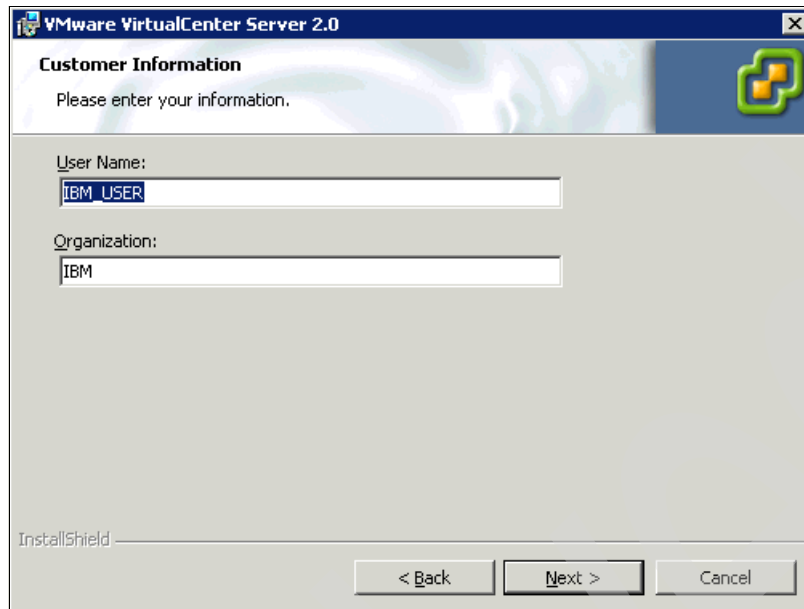 VMware VirtualCenter Server 2.0
Customer Information
Please enter your information.
User Name:
IBM_USER
Organization:
IBM
InstallShield
< Back Next > Cancel